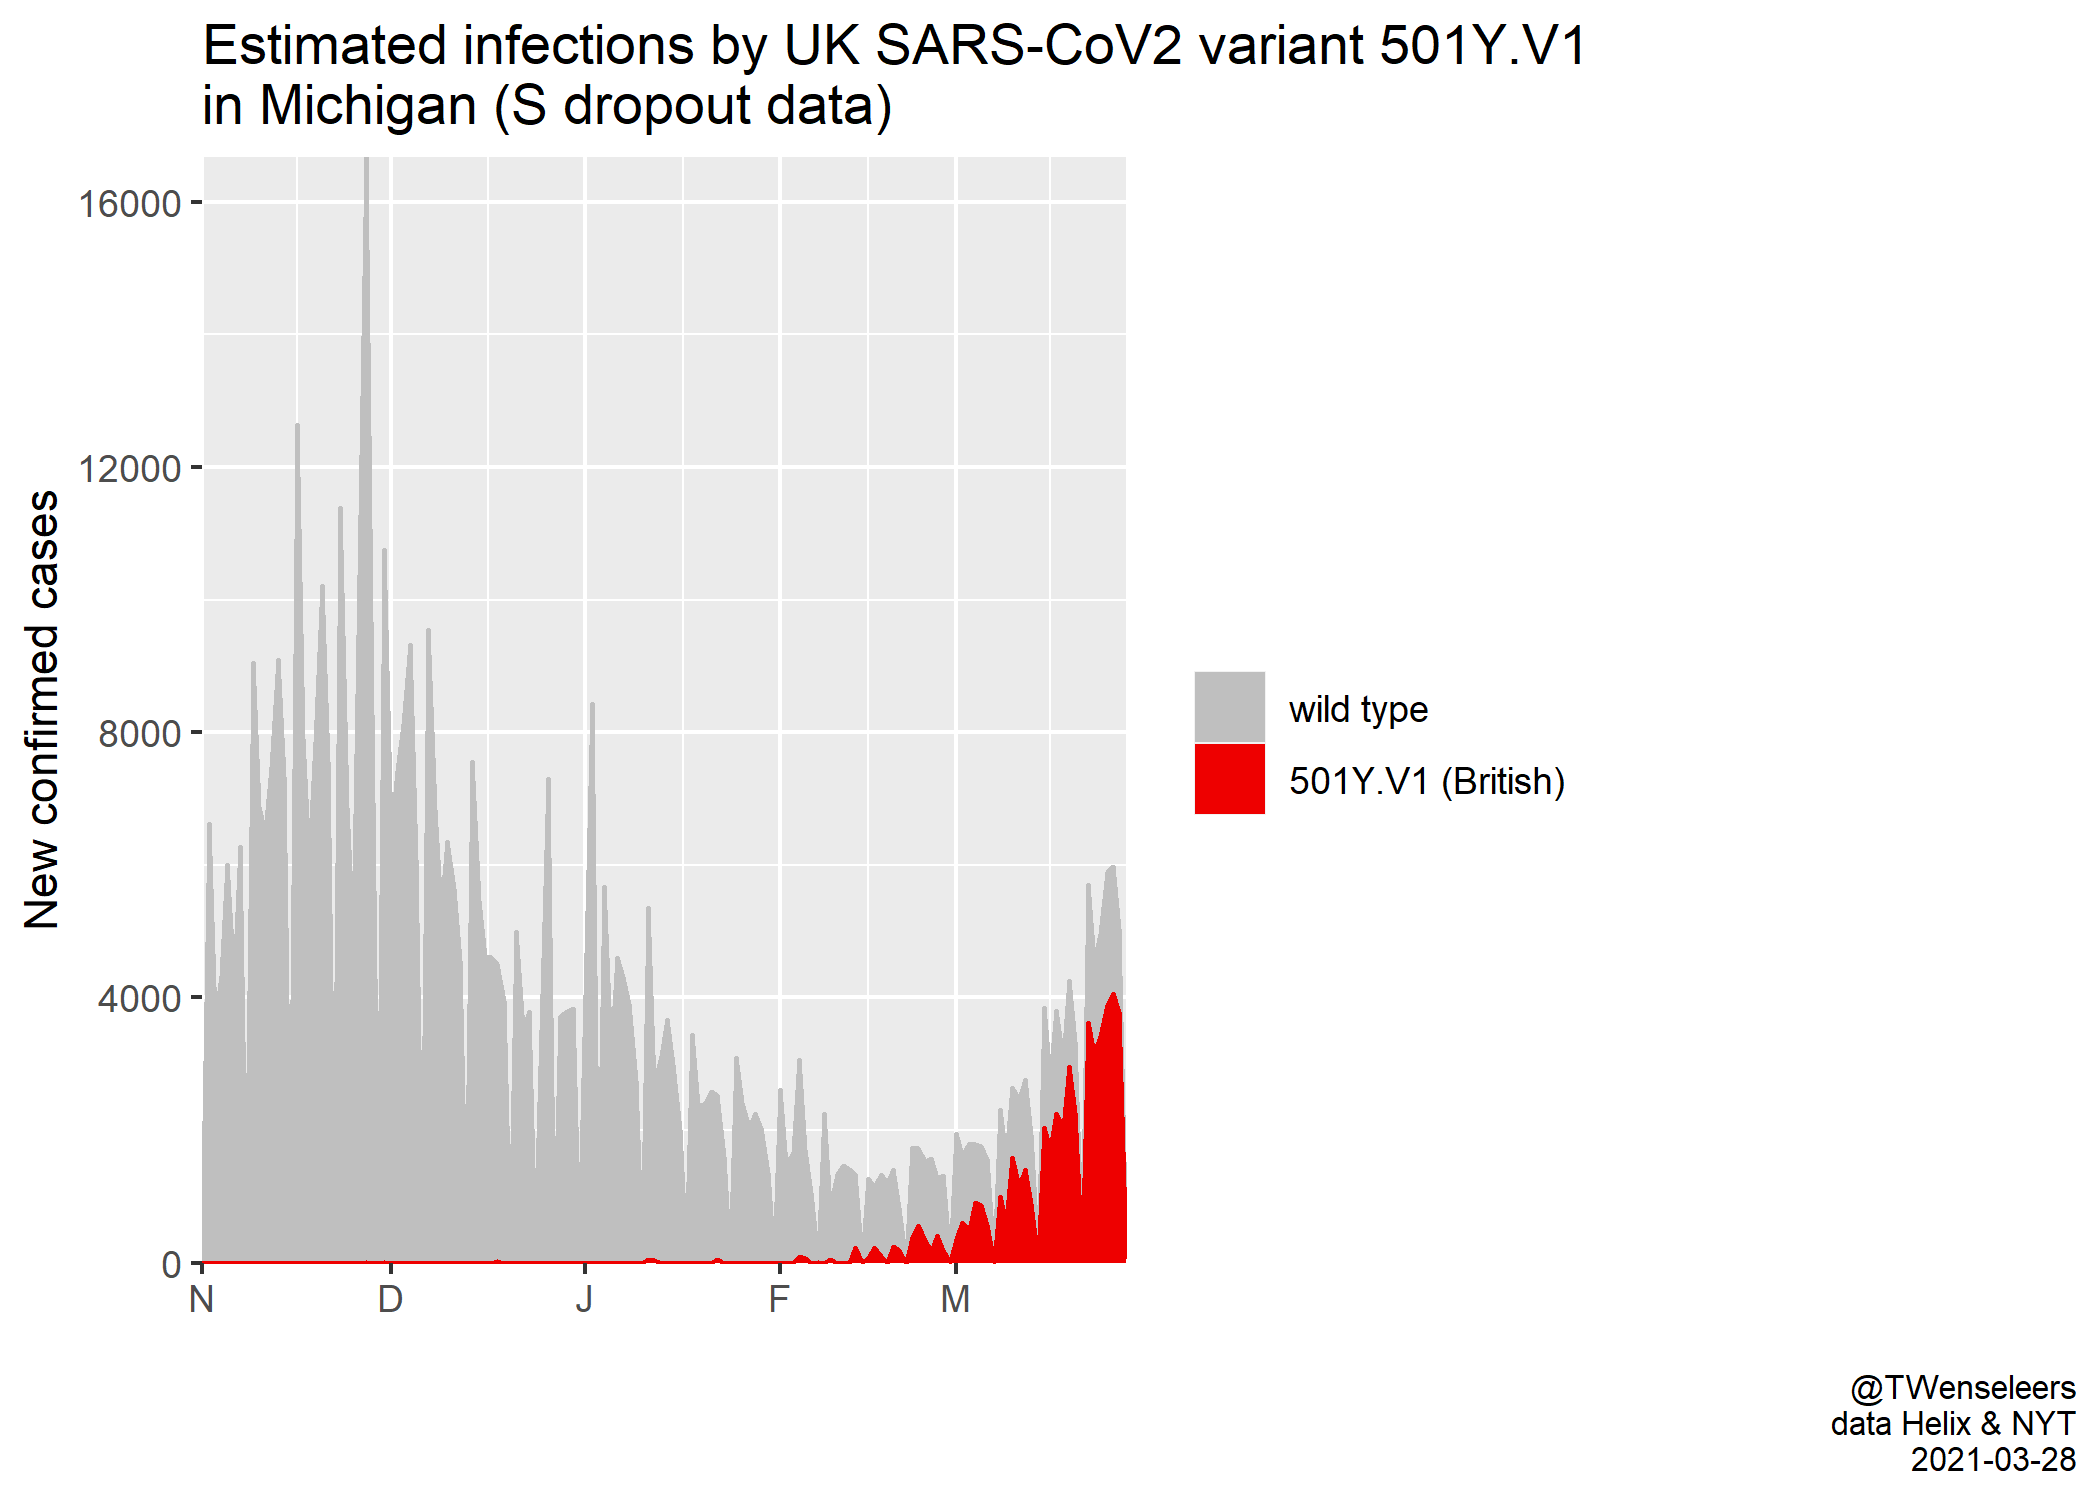 Estimated infections by UK SARS-CoV2 variant 501Y.V1
in Michigan (S dropout data)
New confirmed cases
16000
12000
8000
4000
0
N
D
J
F
M
wild type
501Y.V1 (British)
@TWenseleers
data Helix & NYT
2021-03-28